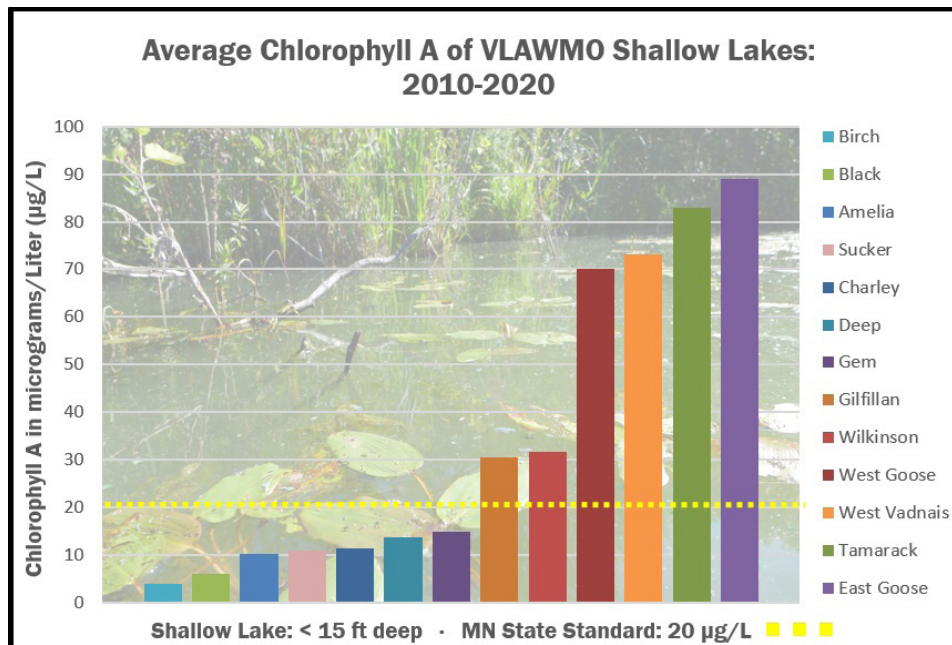 Average Chlorophyll A of VLAWMO Shallow Lakes:
2010-2020
Chlorophyll A in micrograms/Liter (µg/L)
100
90
80
70
60
50
40
30
20
10
0
Birch
Black
Amelia
Sucker
Charley
Deep
Gem
Gilfillan
Wilkinson
West Goose
West Vadnais
Tamarack
East Goose
Shallow Lake: < 15 ft deep · MN State Standard: 20 µg/L